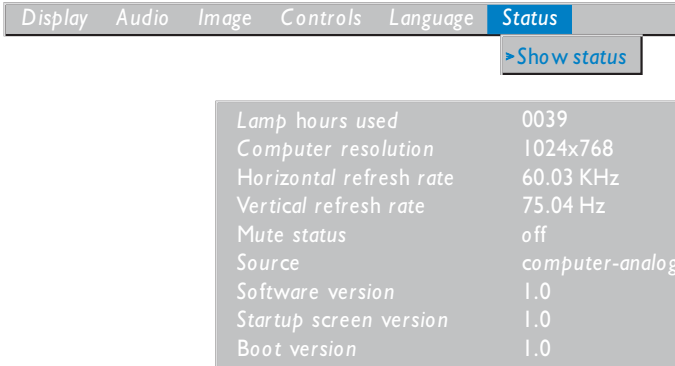 Display Audio Image Controls Language Status
➤Show status
Lamp hours used 0039
Computer resolution 1024x768
Horizontal refresh rate 60.03 KHz
Vertical refresh rate 75.04 Hz
Mute status off
Source computer-analog
Software version 1.0
Startup screen version 1.0
Boot version 1.0